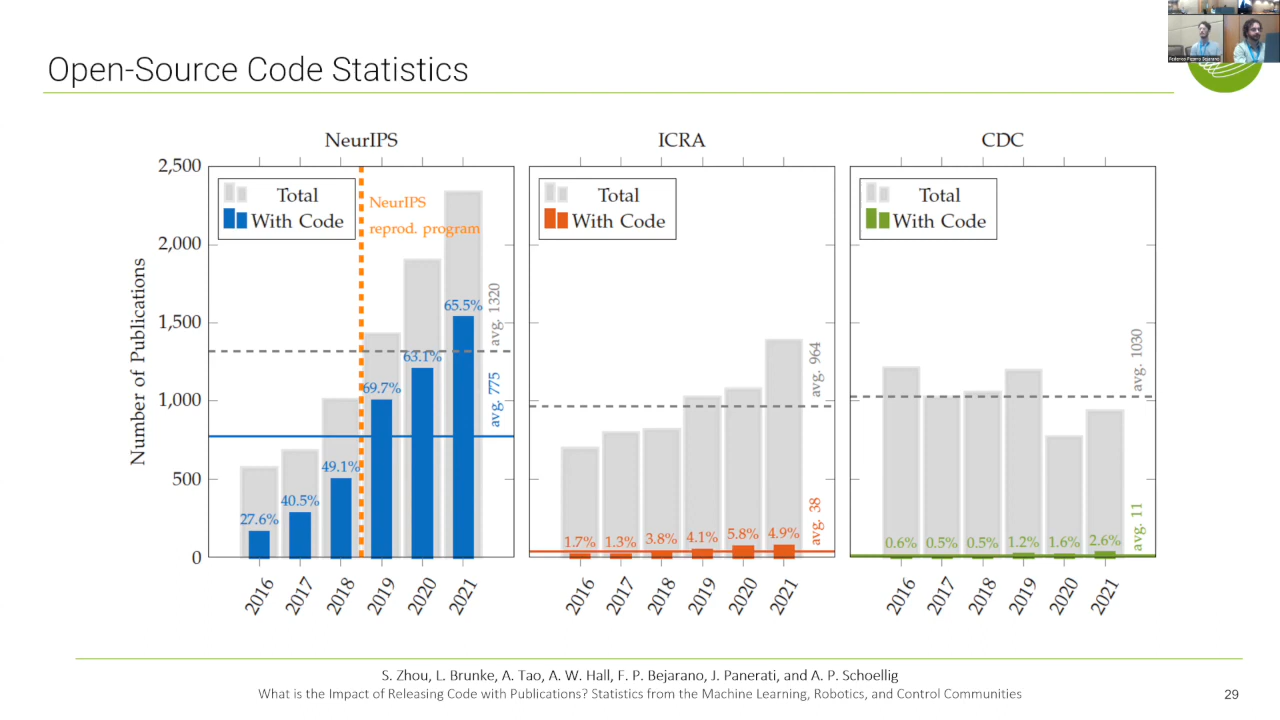 Open-Source Code Statistics
Federico Pizarro Bejarano
NeurIPS
ICRA
CDC
Number of Publications
2,500
2,000
1,500
1,000
500
0
Total
With Code
NeurIPS
reprod. program
27.6%
40.5%
49.1%
69.7%
63.1%
65.5%
avg. 1320
avg. 775
2016
2017
2018
2019
2020
2021
Total
With Code
1.7%
1.3%
3.8%
4.1%
5.8%
4.9%
avg. 964
avg. 38
2016
2017
2018
2019
2020
2021
Total
With Code
0.6%
0.5%
0.5%
1.2%
1.6%
2.6%
avg. 1030
avg. 11
2016
2017
2018
2019
2020
2021
S. Zhou, L. Brunke, A. Tao, A. W. Hall, F. P. Bejarano, J. Panerati, and A. P. Schoellig
What is the Impact of Releasing Code with Publications? Statistics from the Machine Learning, Robotics, and Control Communities
29